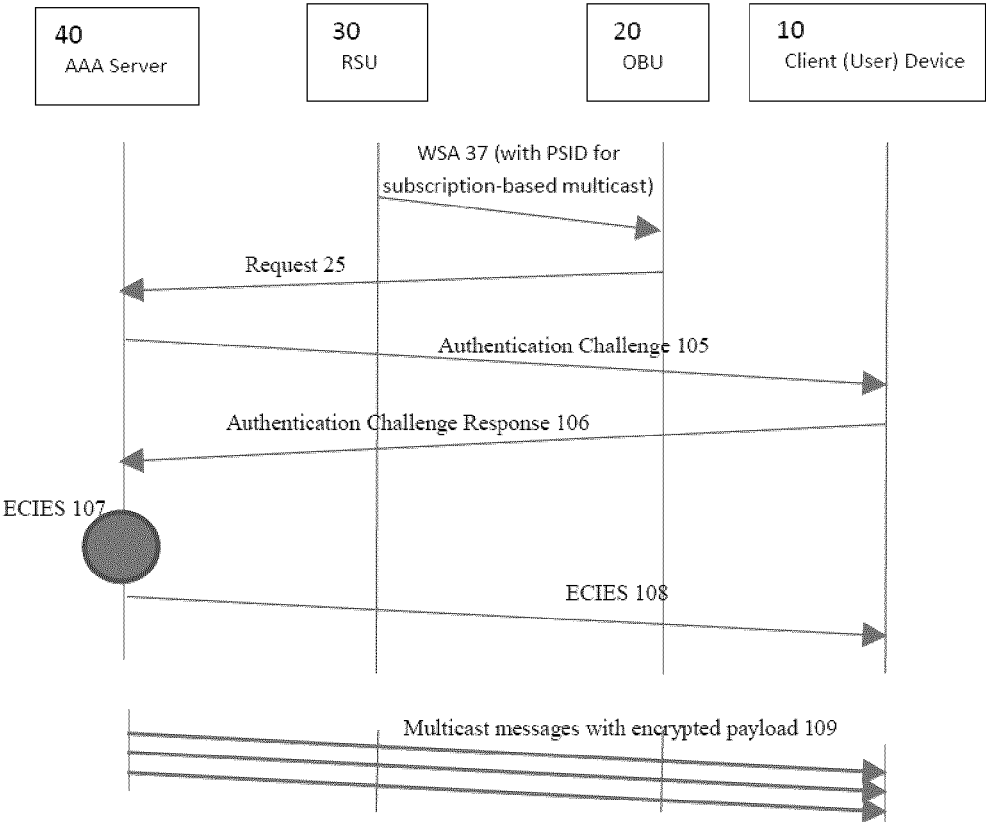 40
AAA Server
30
RSU
20
OBU
10
Client (User) Device
WSA 37 (with PSID for
subscription-based multicast)
Request 25
Authentication Challenge 105
Authentication Challenge Response 106
ECIES 107
ECIES 108
Multicast messages with encrypted payload 109